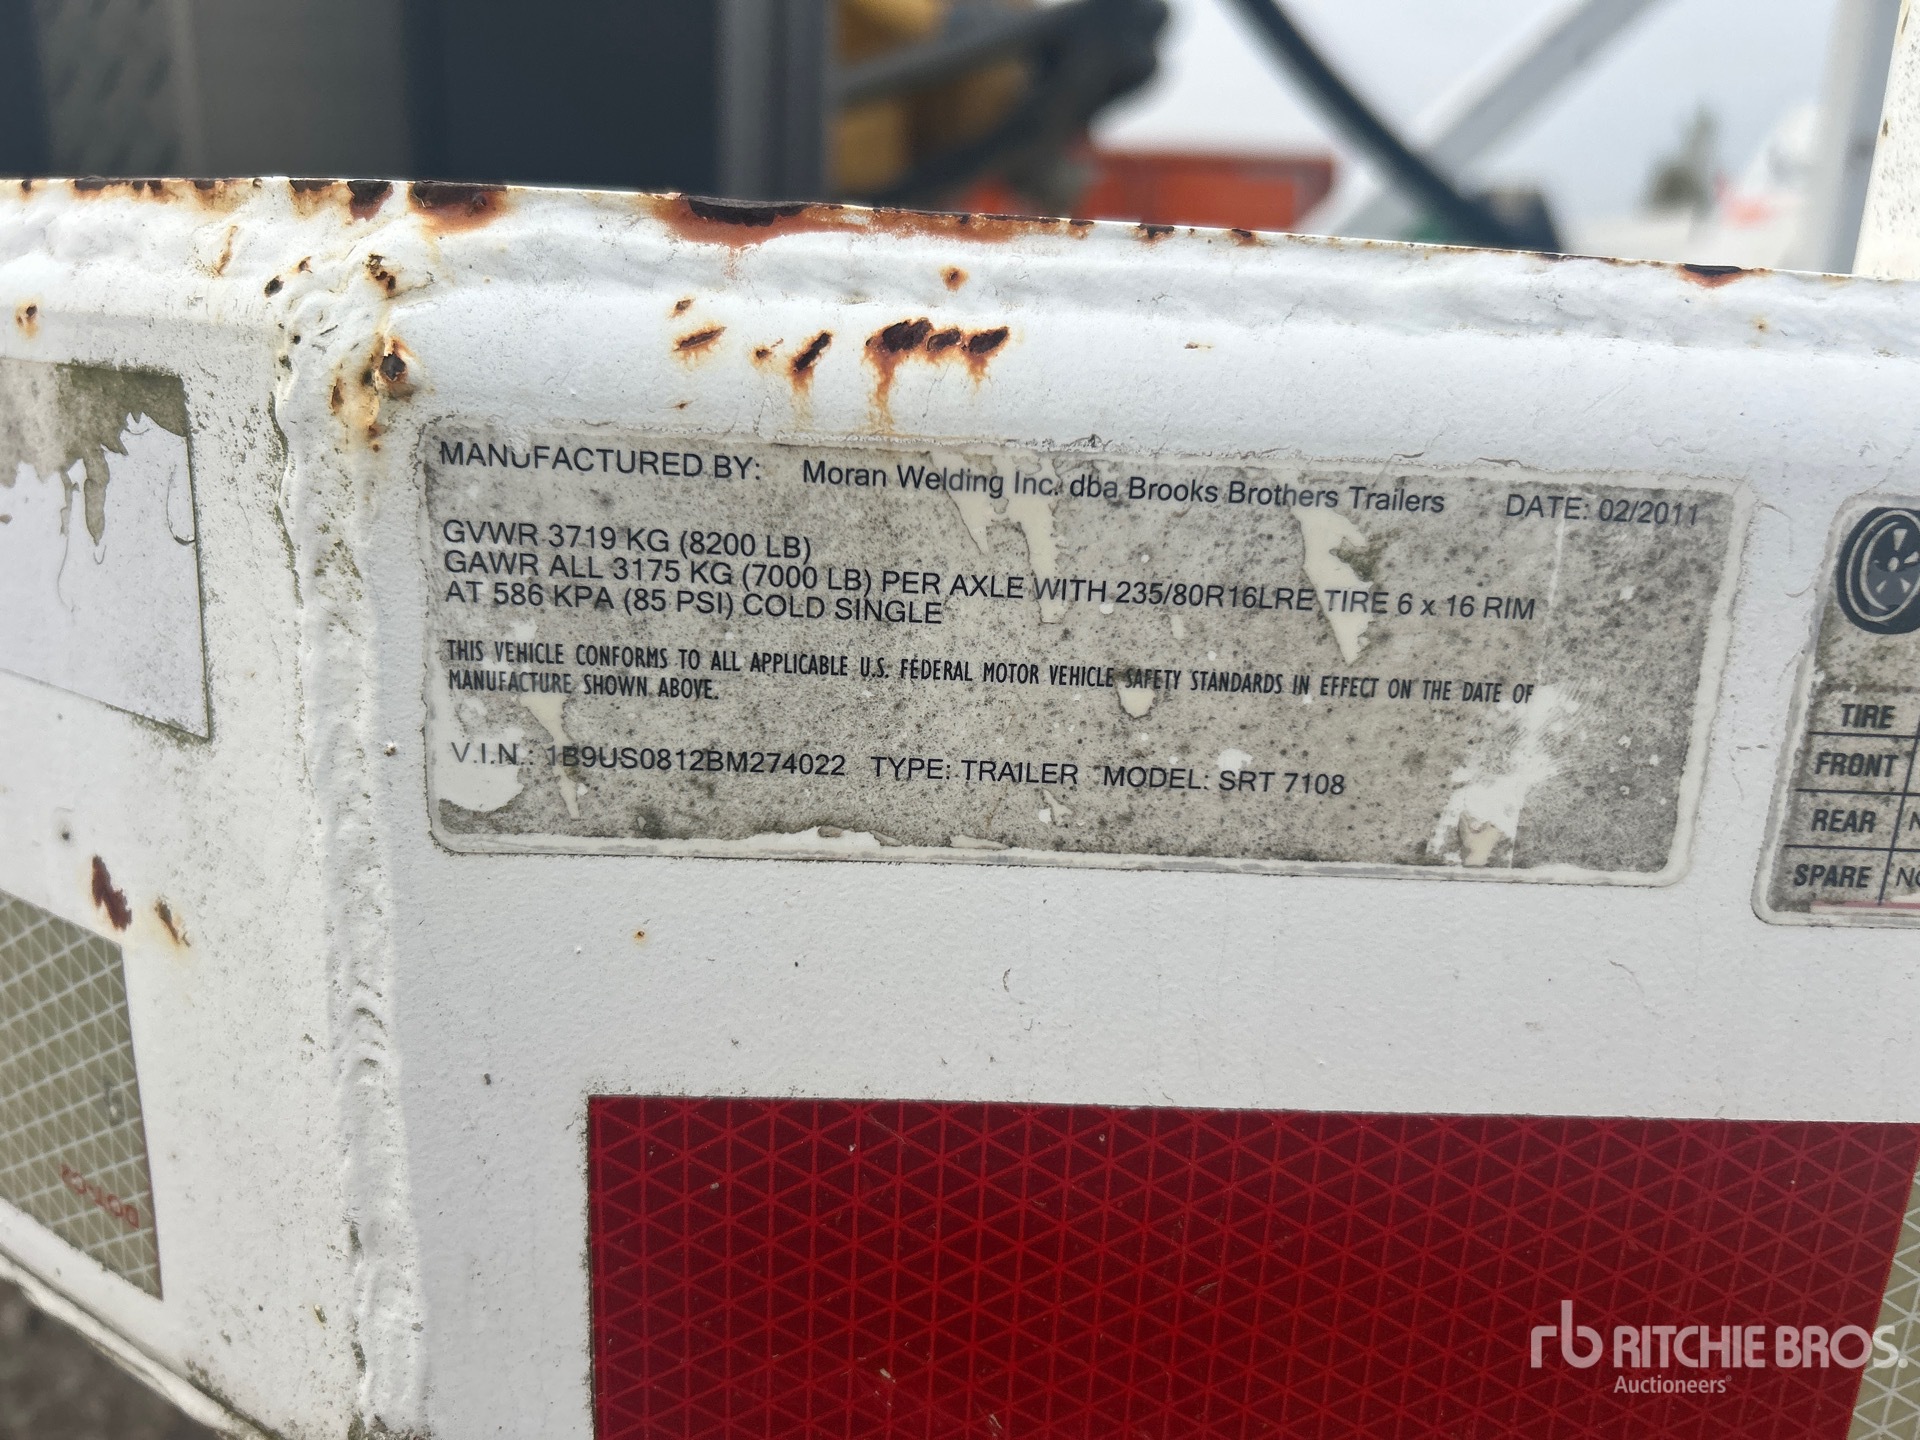 MANUFACTURED BY: Moran Welding Inc. dba Brooks Brothers Trailers DATE: 02/2011
GVWR 3719 KG (8200 LB)
GAWR ALL 3175 KG (7000 LB) PER AXLE WITH 235/80R16LRE TIRE 6 x 16 RIM
AT 586 KPA (85 PSI) COLD SINGLE
THIS VEHICLE CONFORMS TO ALL APPLICABLE U.S. FEDERAL MOTOR VEHICLE SAFETY STANDARDS IN EFFECT ON THE DATE OF
MANUFACTURE SHOWN ABOVE.
V.I.N.: 1B9US0812BM274022 TYPE: TRAILER MODEL: SRT 7108
TIRE
FRONT
REAR
SPARE
rb RITCHIE BROS.
Auctioneers